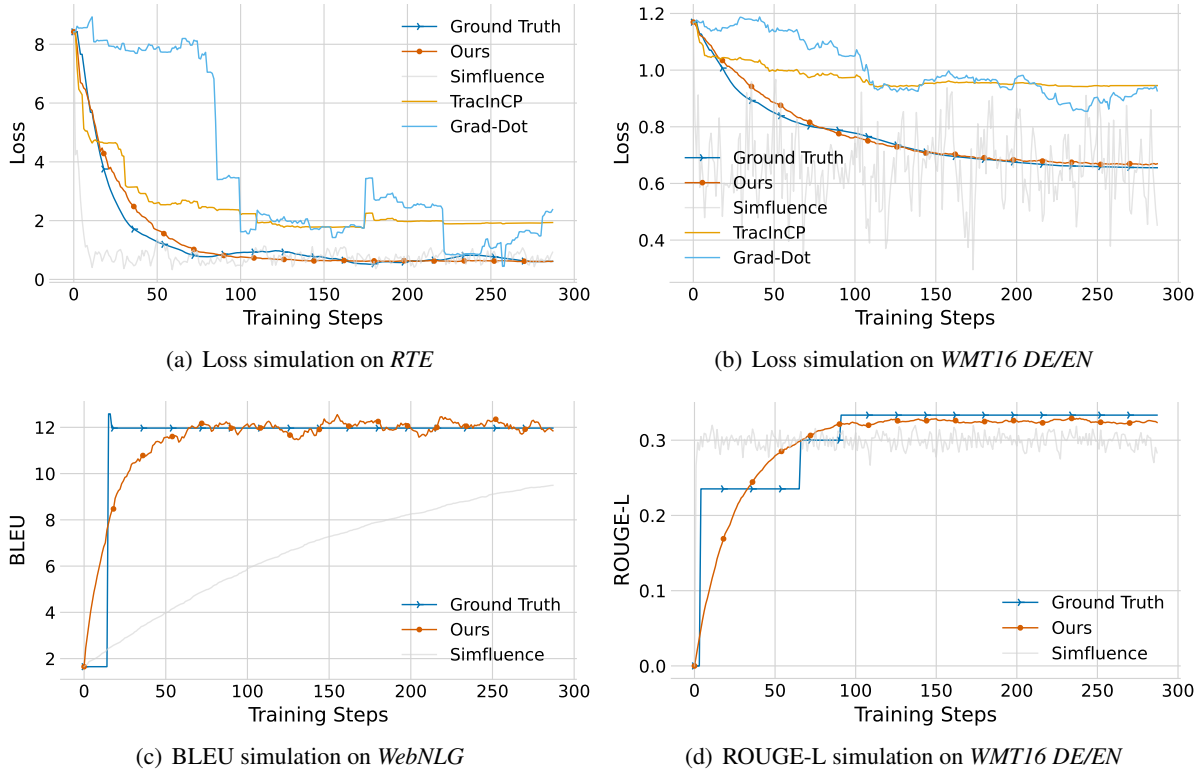 8
6
4
2
0
Loss
0
50
100
150
200
250
300
Training Steps
Ground Truth
Ours
Simfluence
TracInCP
Grad-Dot
(a) Loss simulation on RTE
1.2
1.0
0.8
0.6
0.4
Loss
0
50
100
150
200
250
300
Training Steps
Ground Truth
Ours
Simfluence
TracInCP
Grad-Dot
(b) Loss simulation on WMT16 DE/EN
12
10
8
6
4
2
BLEU
0
50
100
150
200
250
300
Training Steps
Ground Truth
Ours
Simfluence
(c) BLEU simulation on WebNLG
0.3
0.2
0.1
0.0
ROUGE-L
0
50
100
150
200
250
300
Training Steps
Ground Truth
Ours
Simfluence
(d) ROUGE-L simulation on WMT16 DE/EN